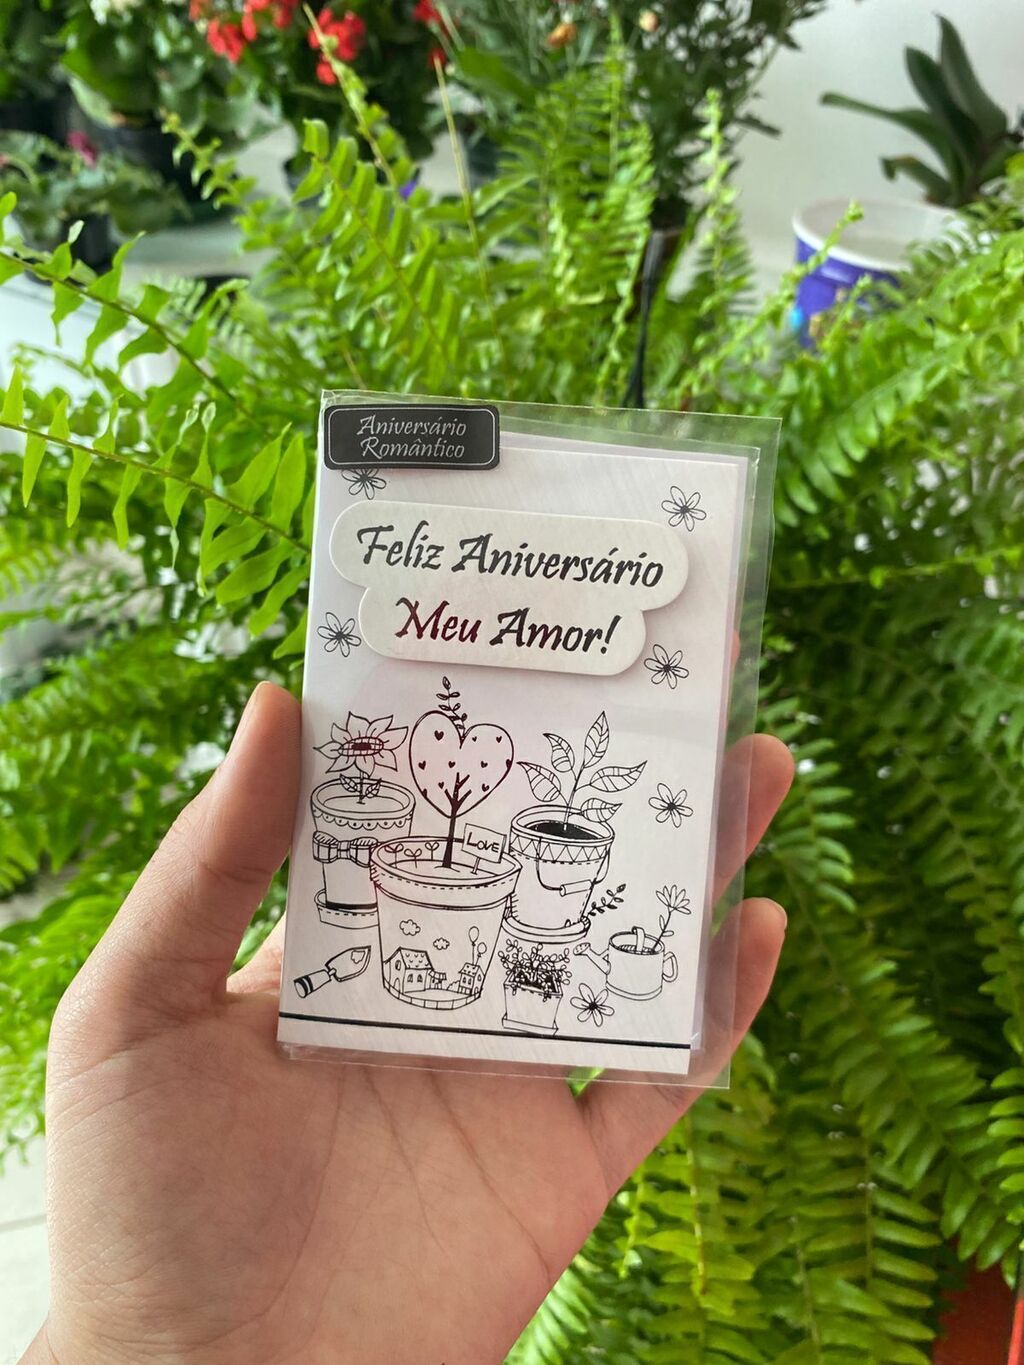 Aniversário
Romântico
Feliz Aniversário
Meu Amor!
LOVE